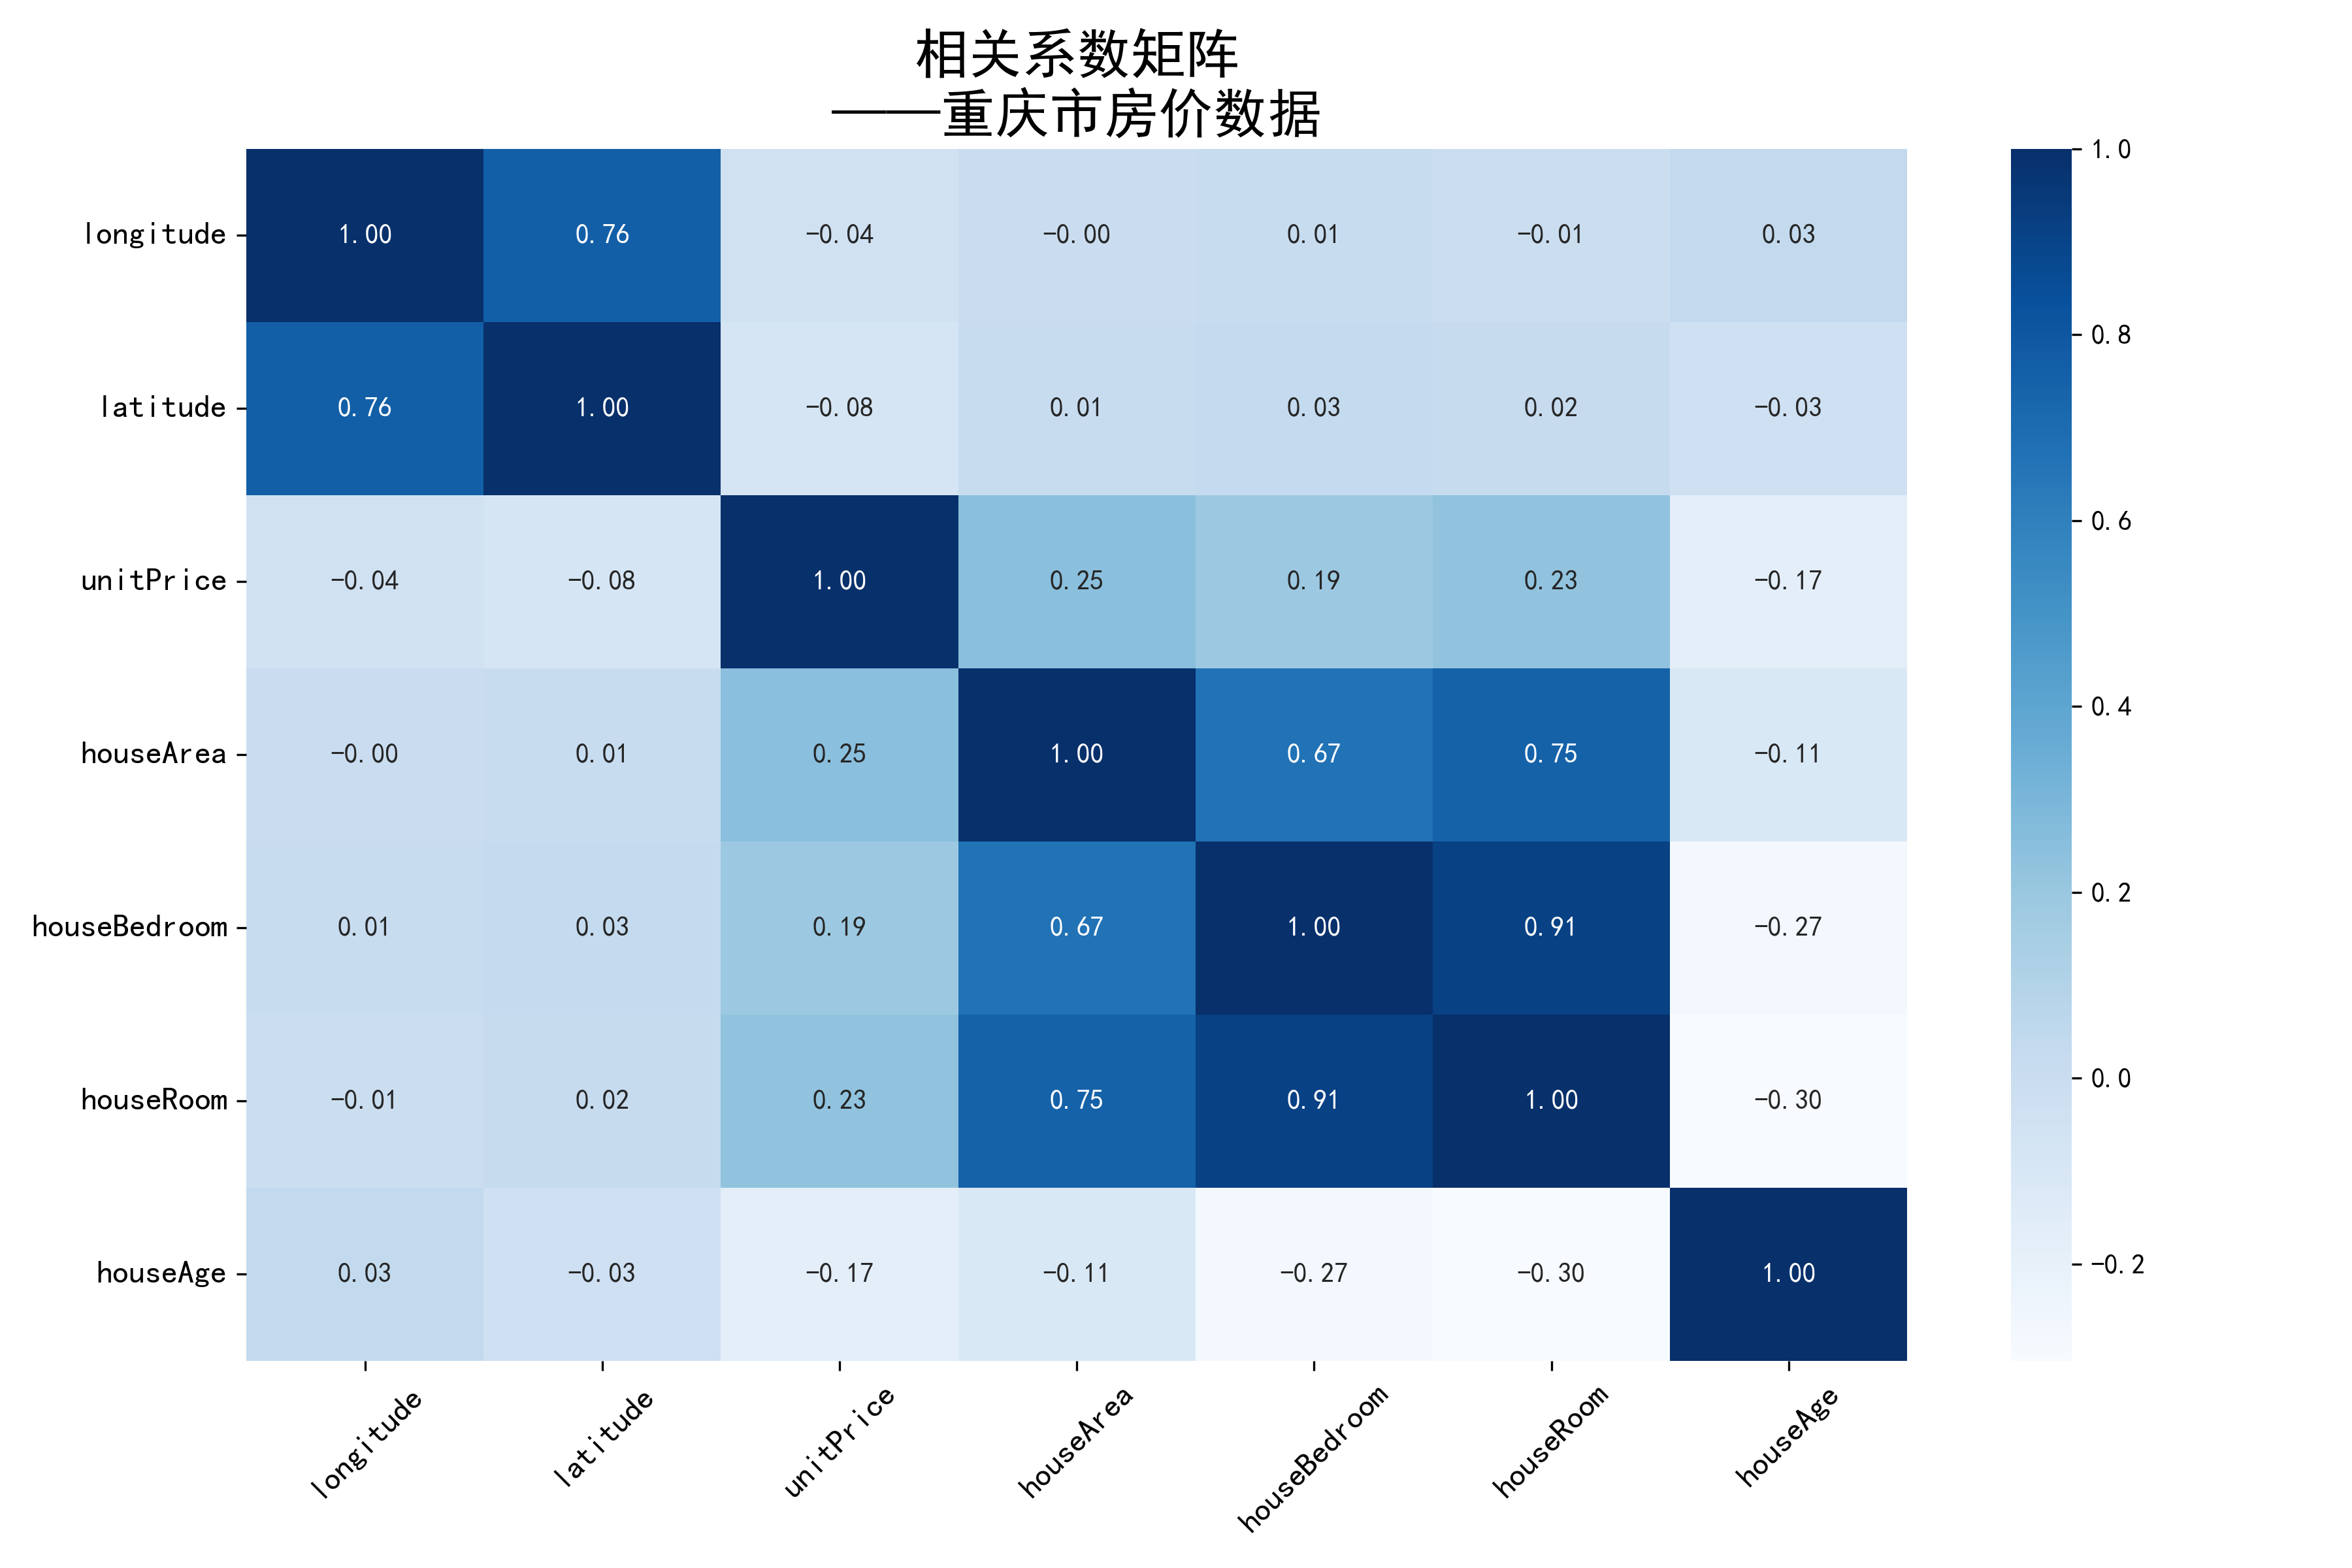 相关系数矩阵
——重庆市房价数据
longitude 1.00 0.76 -0.04 -0.00 0.01 -0.01 0.03
latitude 0.76 1.00 -0.08 0.01 0.03 0.02 -0.03
unitPrice -0.04 -0.08 1.00 0.25 0.19 0.23 -0.17
houseArea -0.00 0.01 0.25 1.00 0.67 0.75 -0.11
houseBedroom 0.01 0.03 0.19 0.67 1.00 0.91 -0.27
houseRoom -0.01 0.02 0.23 0.75 0.91 1.00 -0.30
houseAge 0.03 -0.03 -0.17 -0.11 -0.27 -0.30 1.00
longitude latitude unitPrice houseArea houseBedroom houseRoom houseAge
1.0
0.8
0.6
0.4
0.2
0.0
-0.2